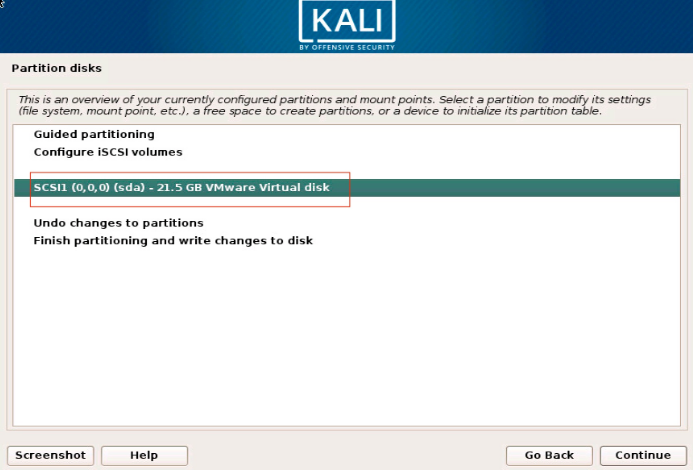 KALI
BY OFFENSIVE SECURITY
Partition disks
This is an overview of your currently configured partitions and mount points. Select a partition to modify its settings
(file system, mount point, etc.), a free space to create partitions, or a device to initialize its partition table.
Guided partitioning
Configure iSCSI volumes
SCSI1 (0,0,0) (sda) - 21.5 GB VMware Virtual disk
Undo changes to partitions
Finish partitioning and write changes to disk
Screenshot
Help
Go Back
Continue